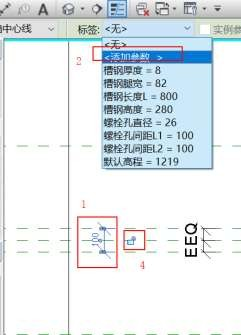 A
中心线
标签:
<无>
实例参
<无>
<添加参数...>
槽钢厚度 = 8
槽钢腿宽 = 82
槽钢长度L = 800
槽钢高度 = 280
螺栓孔直径 = 26
螺栓孔间距L1 = 100
螺栓孔间距L2 = 100
默认高程 = 1219
2
1
100
4
EEQ